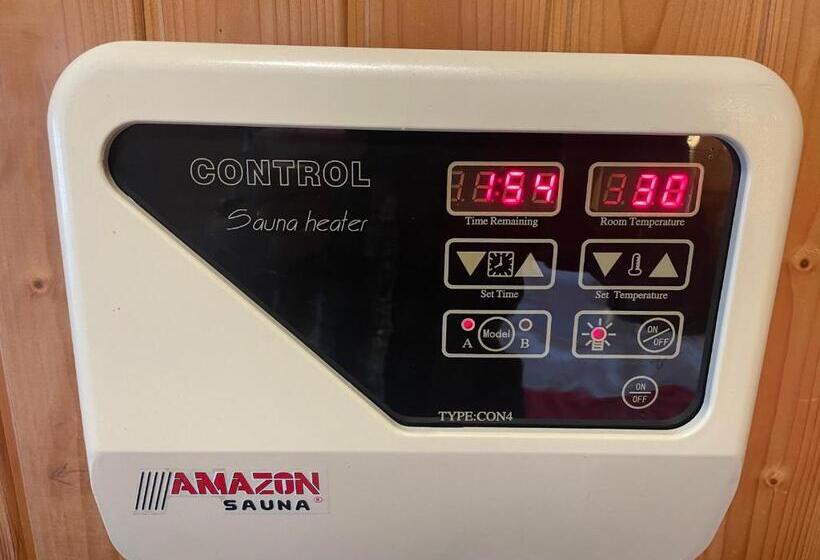 CONTROL
Sauna heater
1:54
30
Time Remaining
Room Temperature
Set Time
Set Temperature
A
Model
B
ON/OFF
ON
OFF
TYPE:CON4
AMAZON®
SAUNA